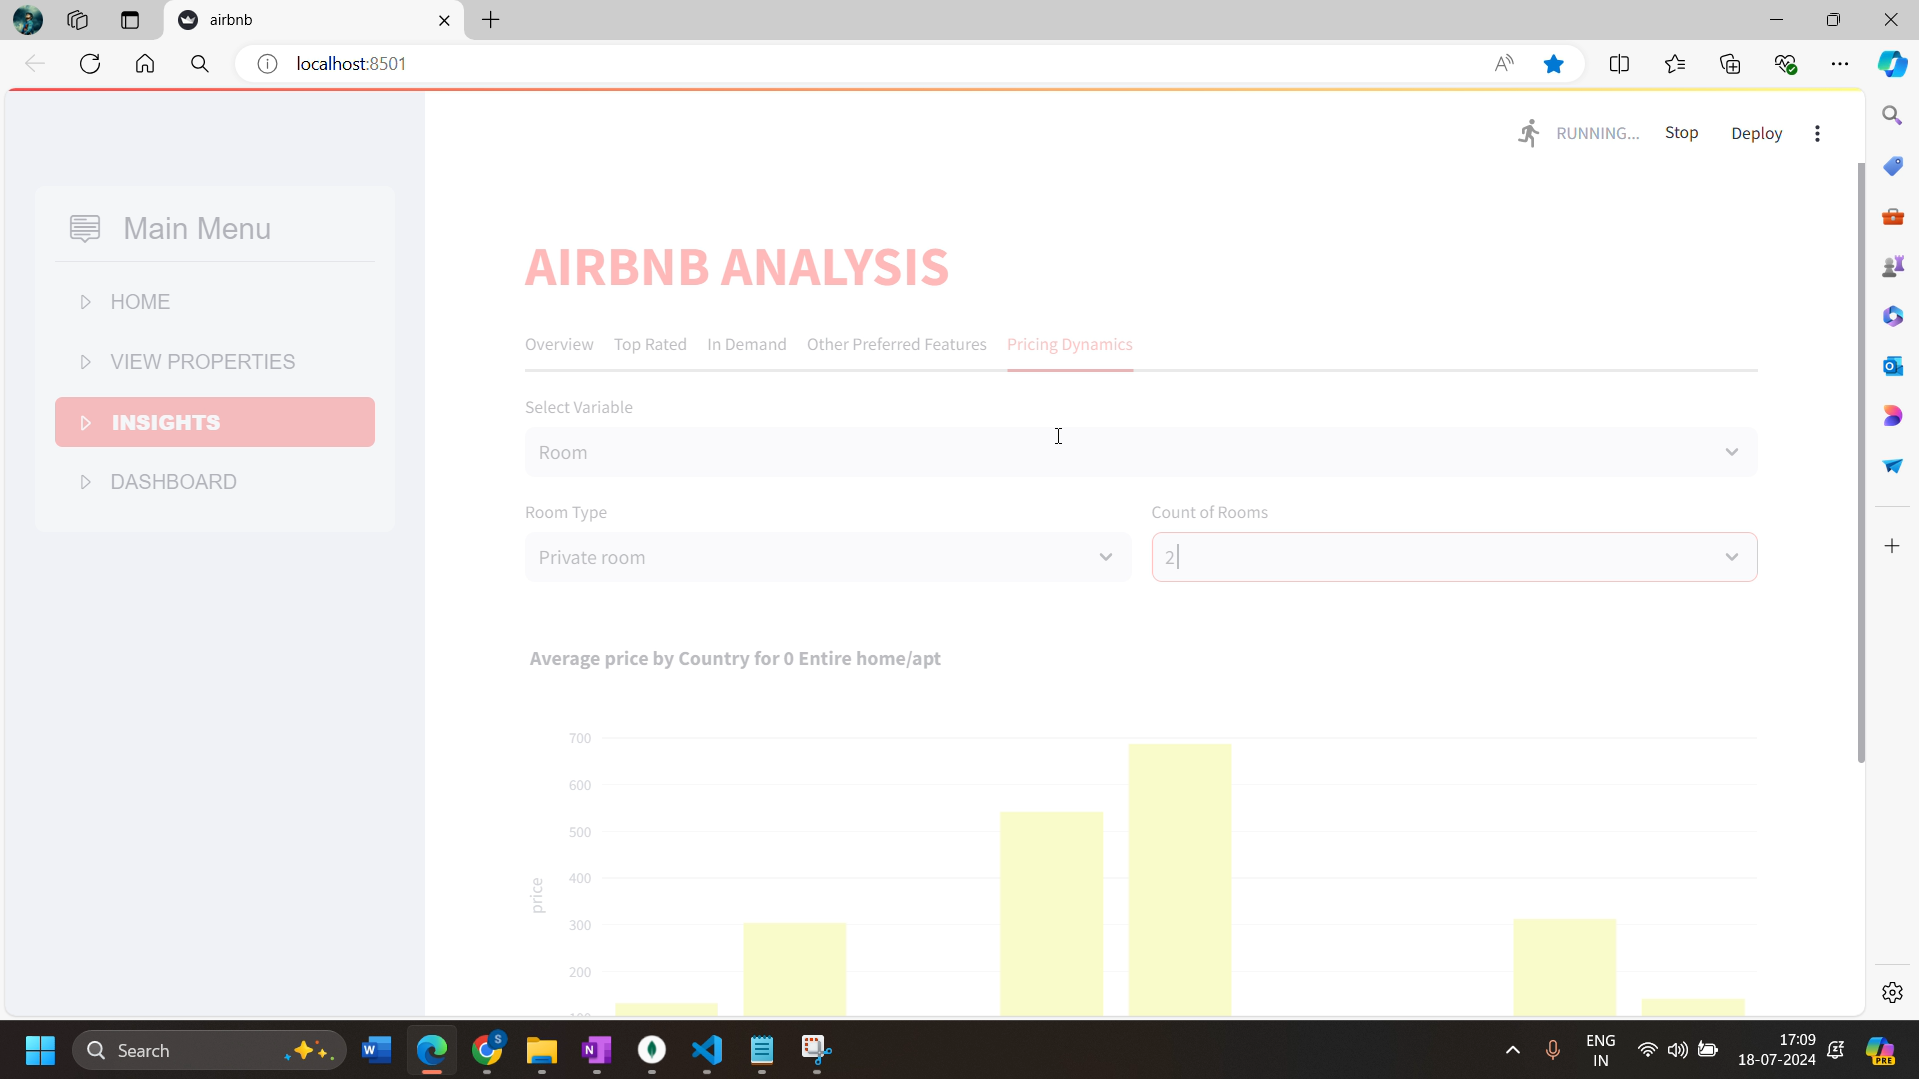 airbnb
localhost:8501
RUNNING...
Stop
Deploy
Main Menu
HOME
VIEW PROPERTIES
INSIGHTS
DASHBOARD
AIRBNB ANALYSIS
Overview
Top Rated
In Demand
Other Preferred Features
Pricing Dynamics
Select Variable
Room
Room Type
Count of Rooms
Private room
2
Average price by Country for 0 Entire home/apt
700
600
500
400
300
200
price
Search
S
ENG
IN
17:09
18-07-2024
PRE